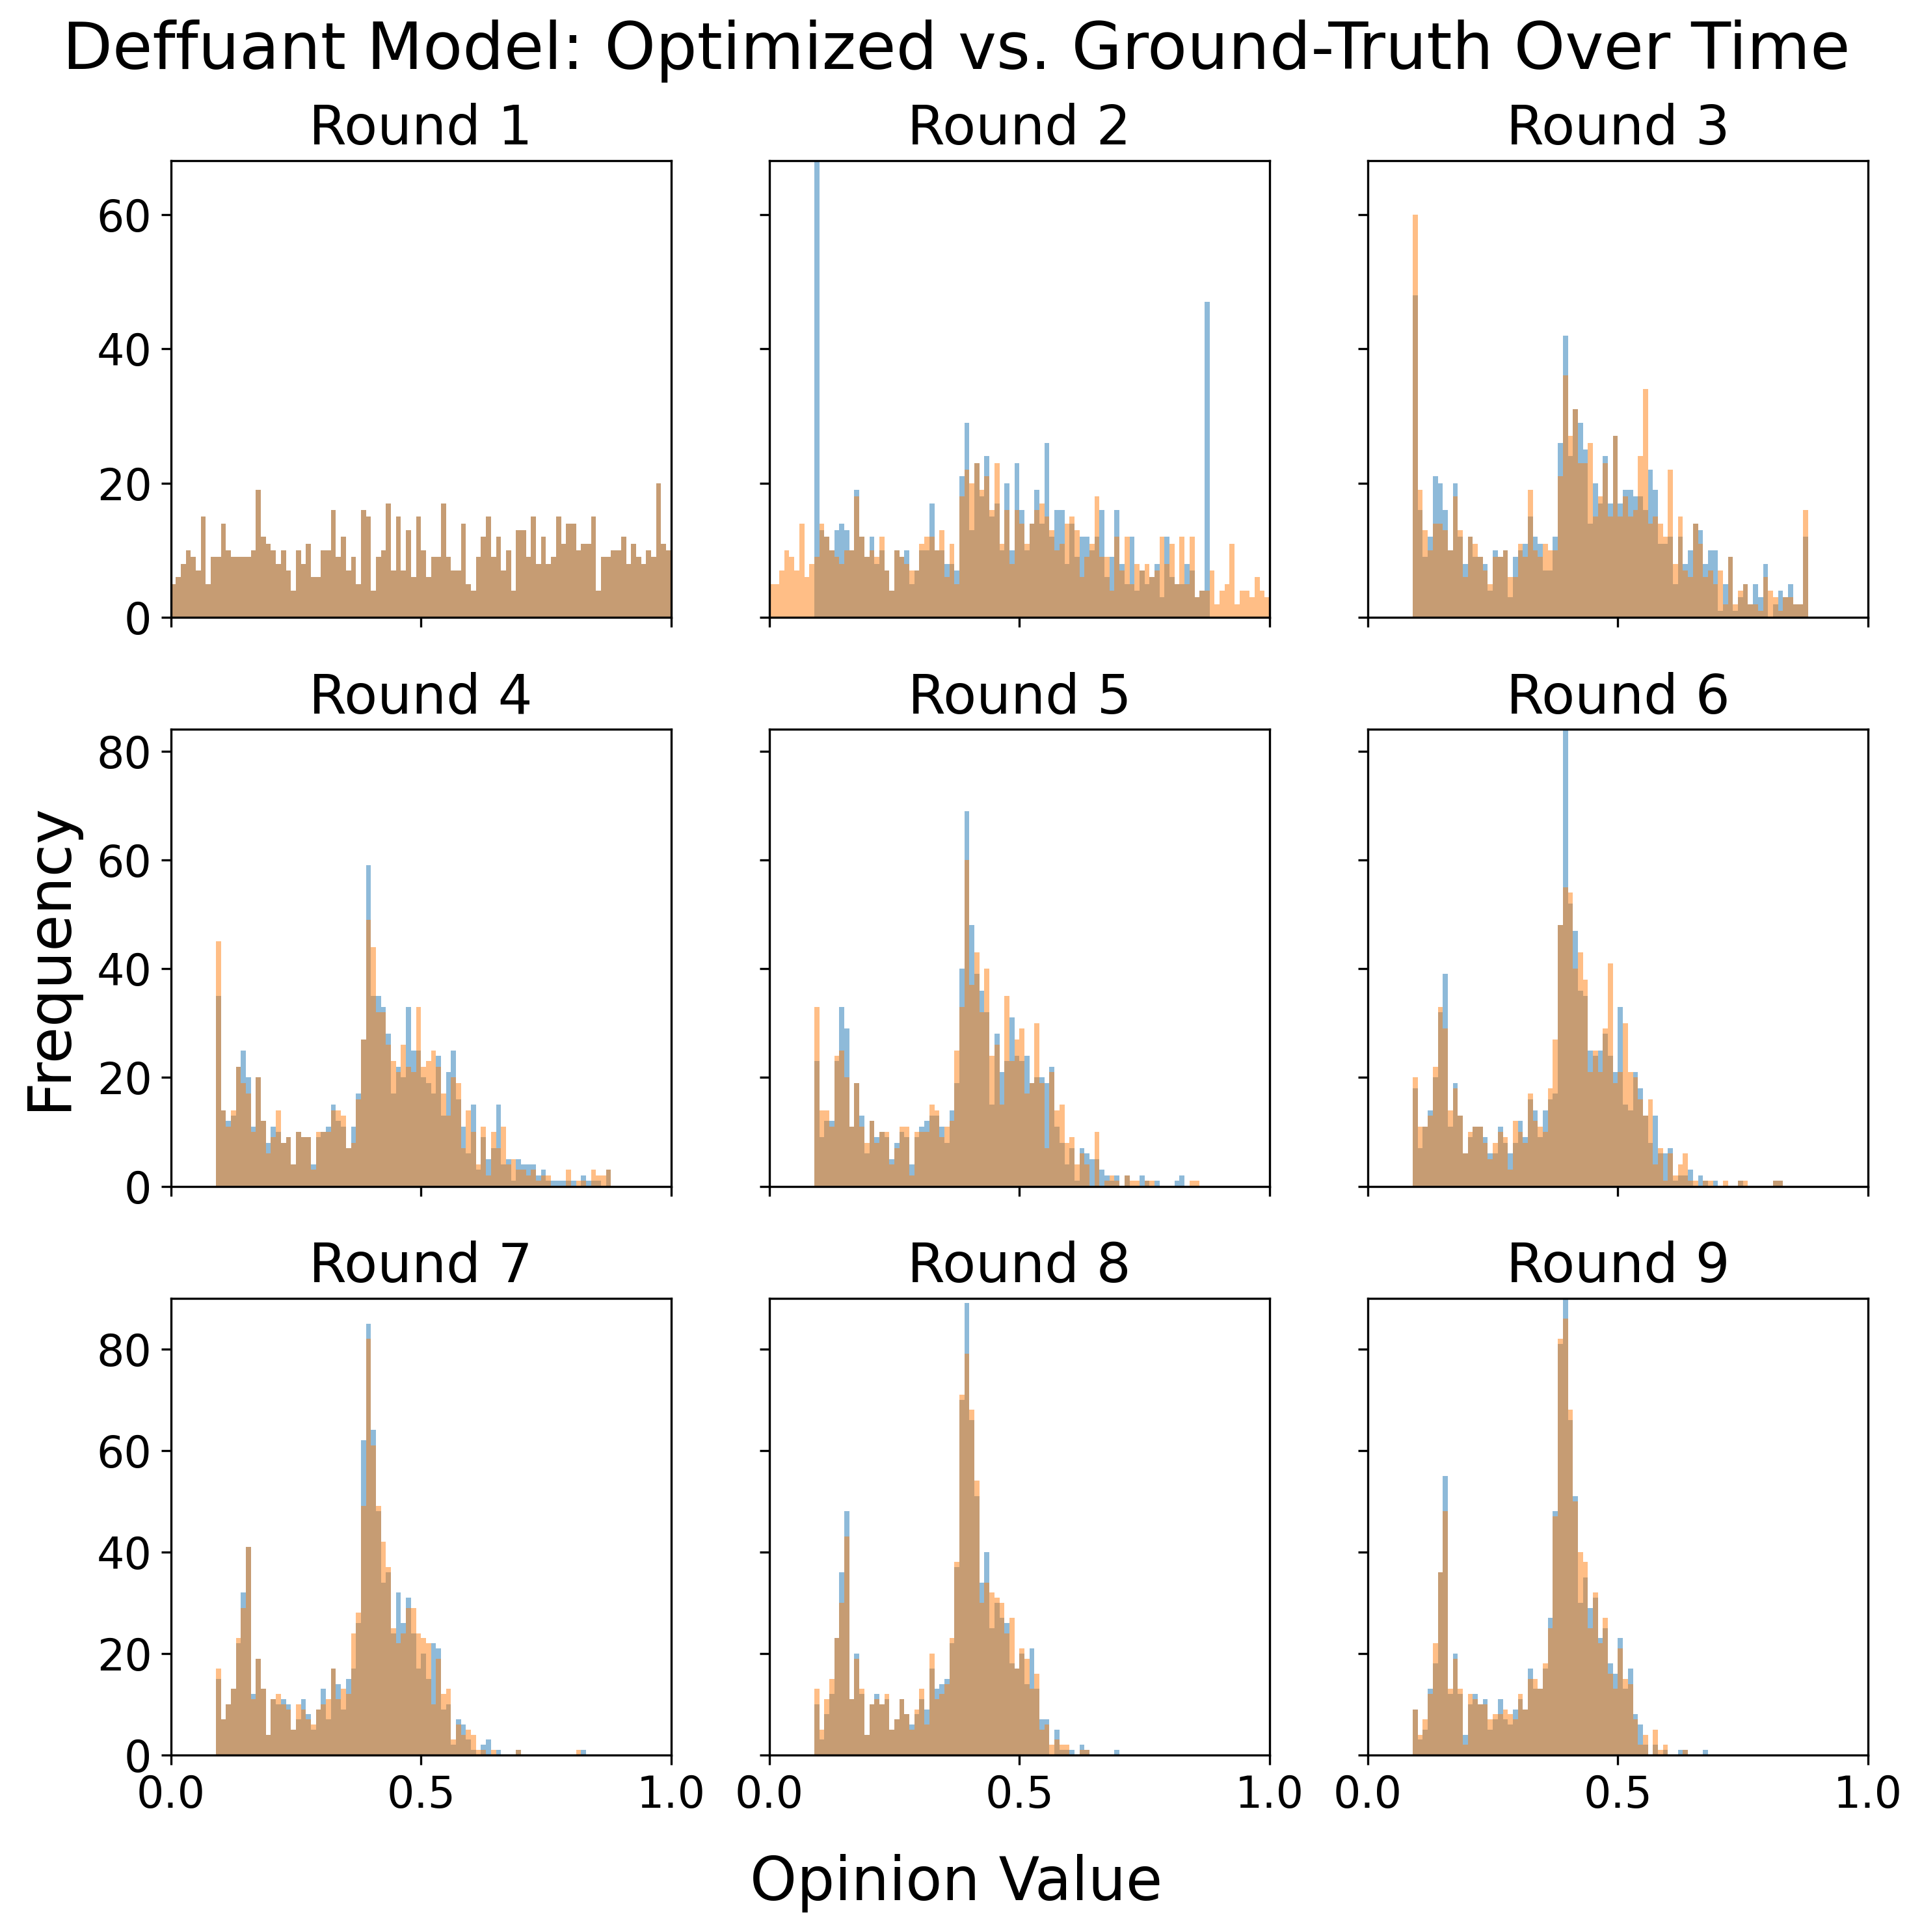 Deffuant Model: Optimized vs. Ground-Truth Over Time
Round 1
Round 2
Round 3
60
40
20
0
Round 4
Round 5
Round 6
80
60
40
20
0
Frequency
Round 7
Round 8
Round 9
80
60
40
20
0
0.0 0.5 1.0 0.0 0.5 1.0 0.0 0.5 1.0
Opinion Value